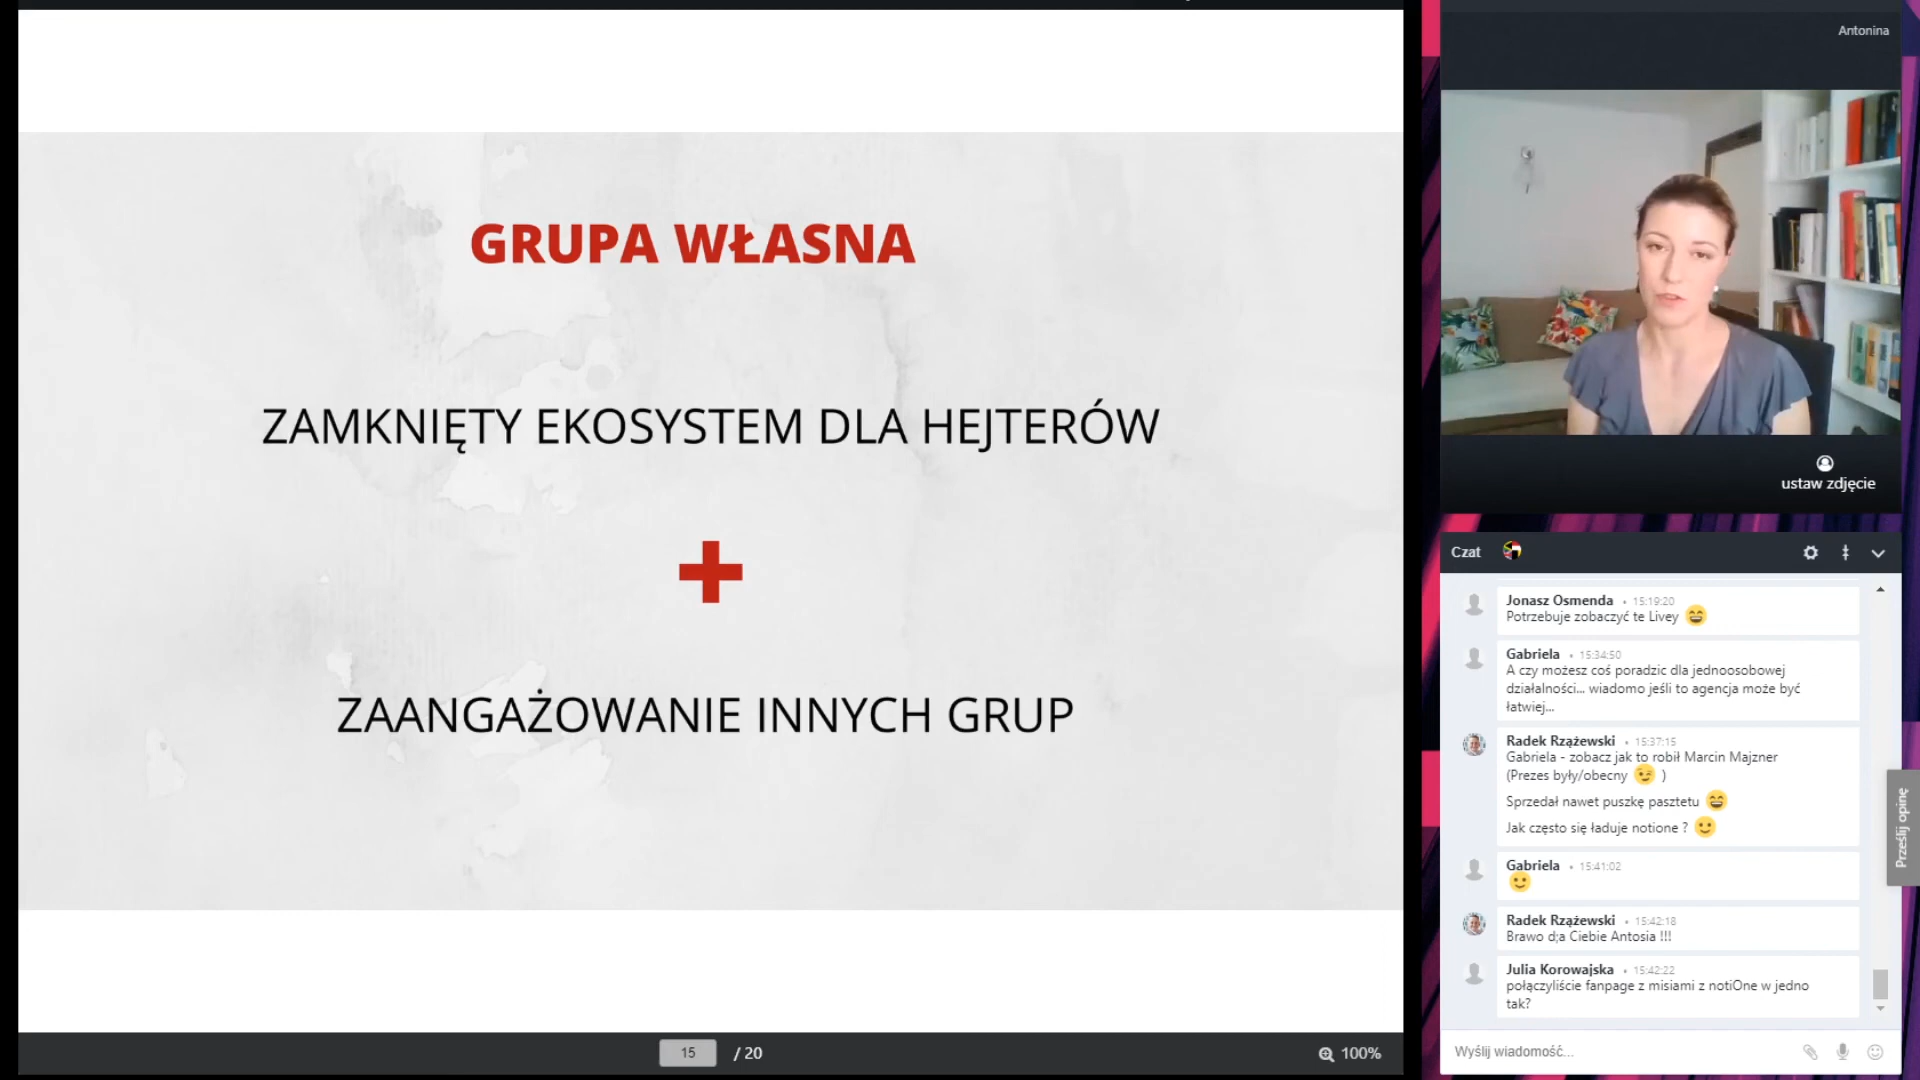 GRUPA WŁASNA
ZAMKNIĘTY EKOSYSTEM DLA HEJTERÓW
ZAANGAŻOWANIE INNYCH GRUP
15 / 20
100%
Antonina
ustaw zdjęcie
Czat
Jonasz Osmenda • 15:19:20
Potrzebuje zobaczyć te Livey
Gabriela • 15:34:50
A czy możesz coś poradzic dla jednoosobowej
działalności... wiadomo jeśli to agencja może być
łatwiej...
Radek Rzążewski • 15:37:15
Gabriela - zobacz jak to robił Marcin Majzner
(Prezes były/obecny )
Sprzedał nawet puszkę pasztetu
Jak często się ładuje notione ?
Gabriela • 15:41:02
Radek Rzążewski • 15:42:18
Brawo d;a Ciebie Antosia !!!
Julia Korowajska • 15:42:22
połączyliście fanpage z misiami z notiOne w jedno
tak?
Wyślij wiadomość...
Prześlij opinę